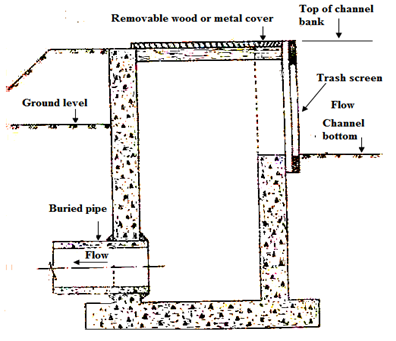 Removable wood or metal cover
Top of channel
bank
Trash screen
Ground level
Flow
Channel
bottom
Buried pipe
Flow